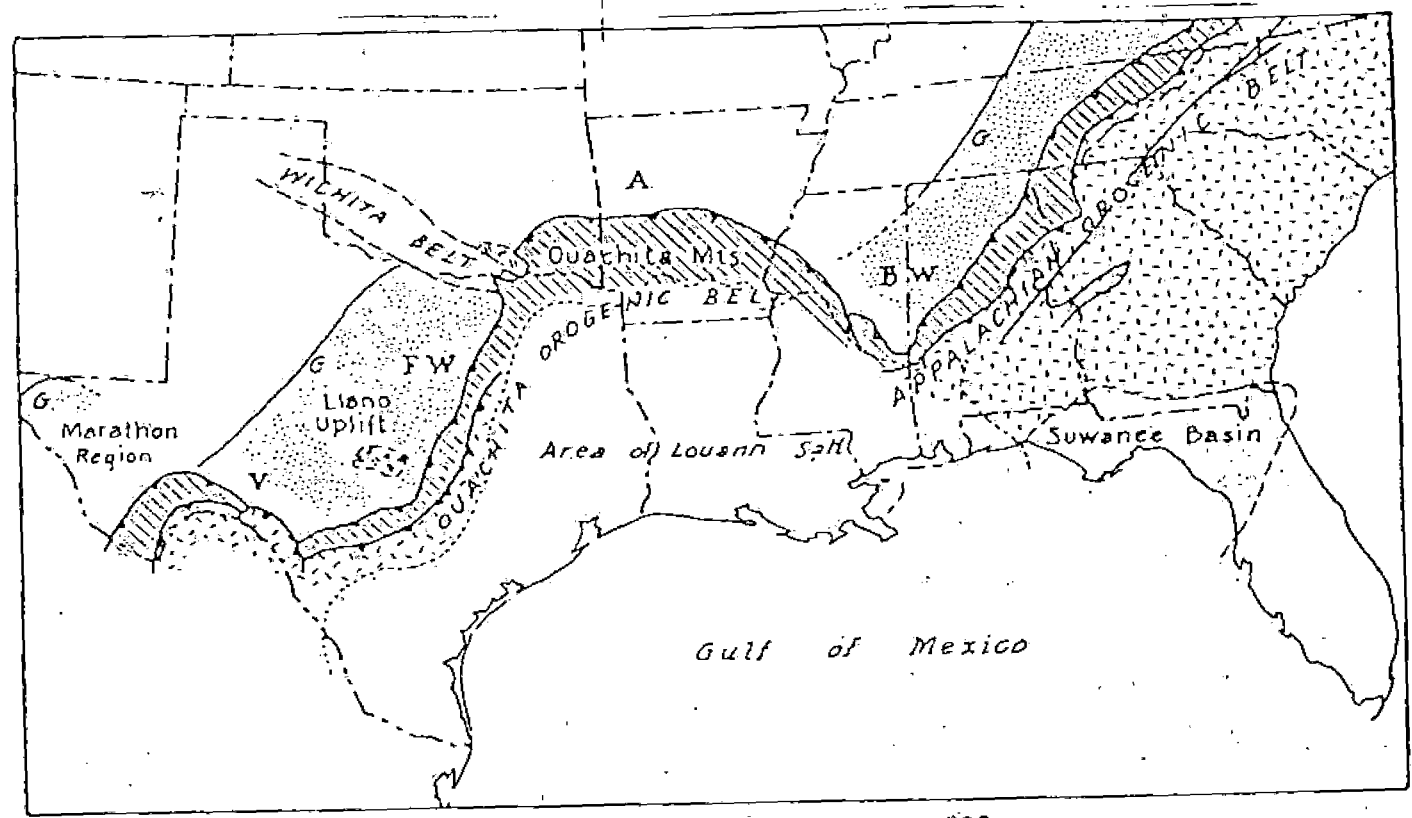 WICHITA BELT
A
G
Ouachita Mts
OUACHITA OROGENIC BELT
B W
APPALACHIAN OROGENIC BELT
G
F W
Llano
Uplift
G
Marathon
Region
V
Area of Louann Salt
Suwanee Basin
Gulf of Mexico